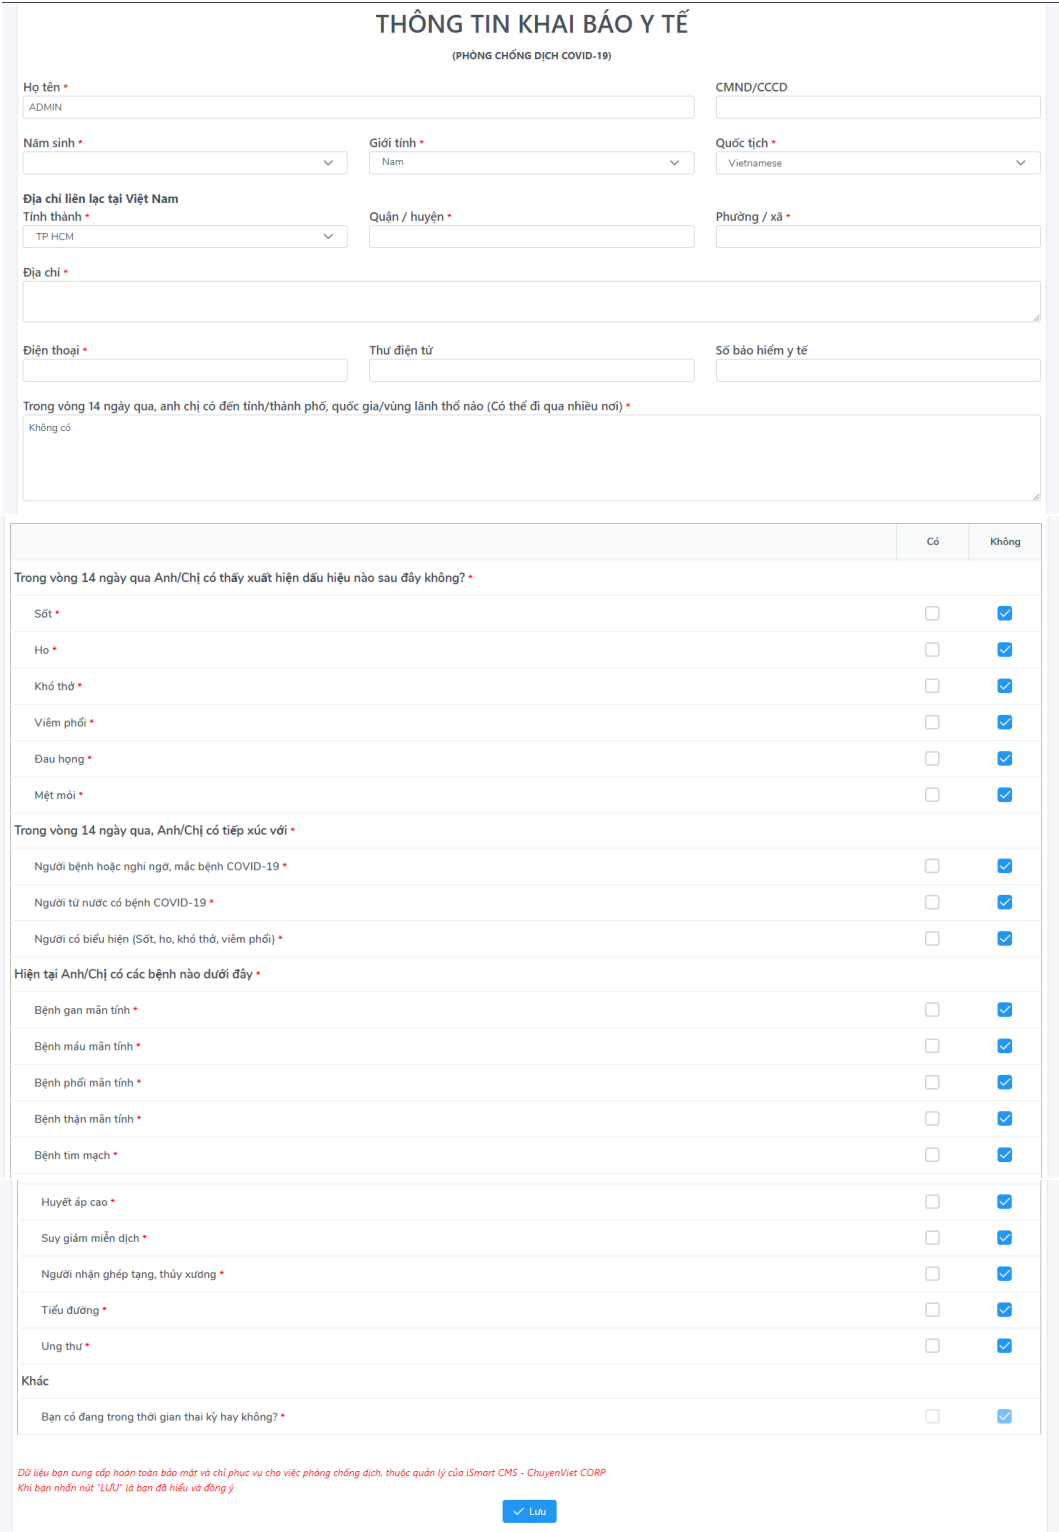 THÔNG TIN KHAI BÁO Y TẾ
(PHÒNG CHỐNG DỊCH COVID-19)
Họ tên *
CMND/CCCD
ADMIN
Năm sinh *
Giới tính *
Quốc tịch *
Nam
Vietnamese
Địa chỉ liên lạc tại Việt Nam
Tỉnh thành *
Quận / huyện *
Phường / xã *
TP HCM
Địa chỉ *
Điện thoại *
Thư điện tử
Số bảo hiểm y tế
Trong vòng 14 ngày qua, anh chị có đến tỉnh/thành phố, quốc gia/vùng lãnh thổ nào (Có thể đi qua nhiều nơi) *
Không có
Có
Không
Trong vòng 14 ngày qua Anh/Chị có thấy xuất hiện dấu hiệu nào sau đây không? *
Sốt *
Ho *
Khó thở *
Viêm phổi *
Đau họng *
Mệt mỏi *
Trong vòng 14 ngày qua, Anh/Chị có tiếp xúc với *
Người bệnh hoặc nghi ngờ, mắc bệnh COVID-19 *
Người từ nước có bệnh COVID-19 *
Người có biểu hiện (Sốt, ho, khó thở, viêm phổi) *
Hiện tại Anh/Chị có các bệnh nào dưới đây *
Bệnh gan mãn tính *
Bệnh máu mãn tính *
Bệnh phổi mãn tính *
Bệnh thận mãn tính *
Bệnh tim mạch *
Huyết áp cao *
Suy giảm miễn dịch *
Người nhận ghép tạng, thủy xương *
Tiểu đường *
Ung thư *
Khác
Bạn có đang trong thời gian thai kỳ hay không? *
Dữ liệu bạn cung cấp hoàn toàn bảo mật và chỉ phục vụ cho việc phòng chống dịch, thuộc quản lý của iSmart CMS - ChuyenViet CORP
Khi bạn nhấn nút "LƯU" là bạn đã hiểu và đồng ý
Lưu